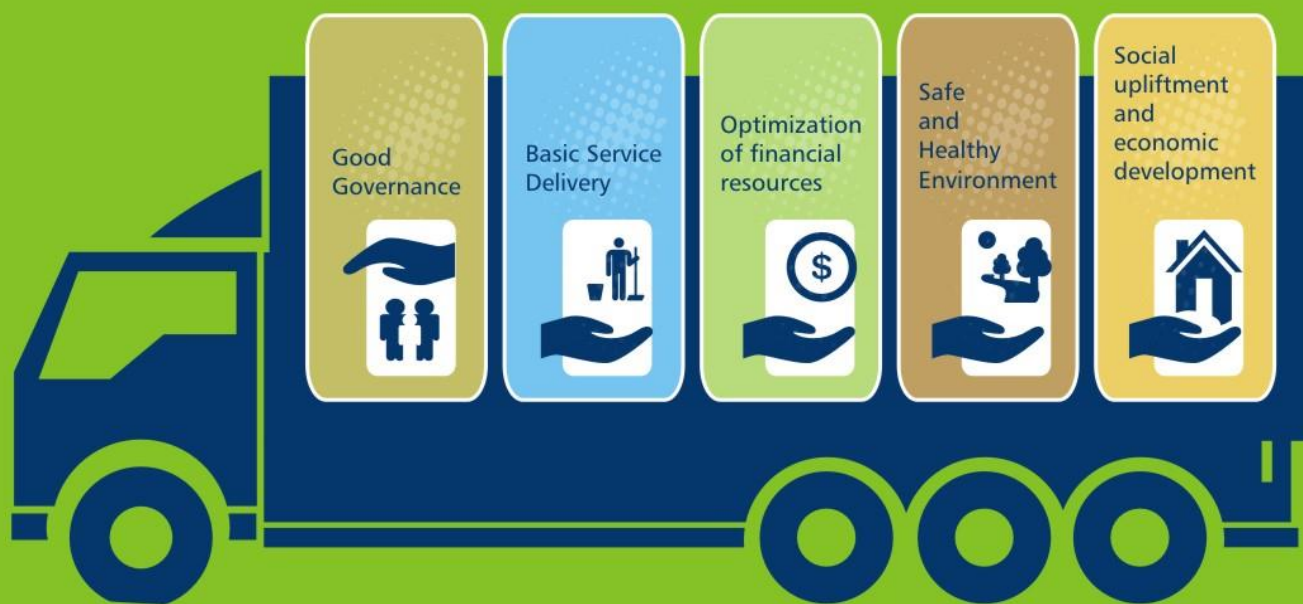 Good
Governance
Basic Service
Delivery
Optimization
of financial
resources
$
Safe
and
Healthy
Environment
Social
upliftment
and
economic
development